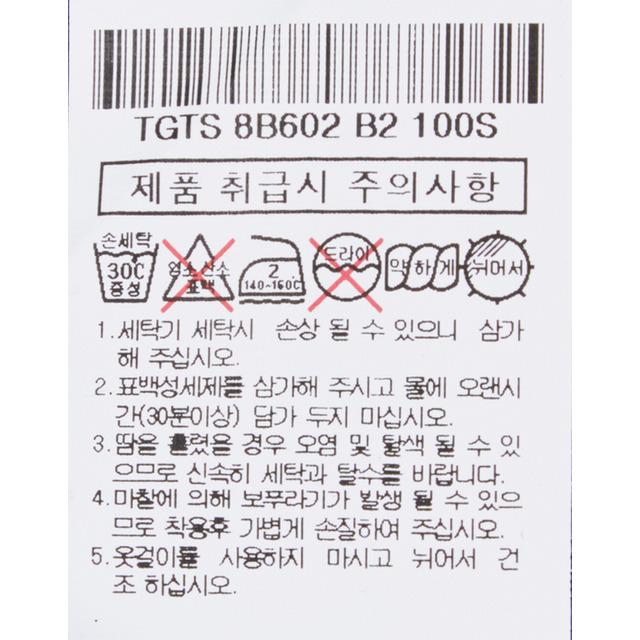 TGTS 8B602 B2 100S
제품 취급시 주의사항
손세탁
30C
중성
염소 산소
표백
2
140~160C
드라이
약하게
뉘어서
1.세탁기 세탁시 손상 될 수 있으니 삼가
해 주십시오.
2.표백성세제를 삼가해 주시고 물에 오랜시
간(30분이상) 담가 두지 마십시오.
3.땀을 흘렸을 경우 오염 및 탈색 될 수 있
으므로 신속히 세탁과 탈수를 바랍니다.
4.마찰에 의해 보푸라기가 발생 될 수 있으
므로 착용후 가볍게 손질하여 주십시오.
5.옷걸이를 사용하지 마시고 뉘어서 건
조 하십시오.